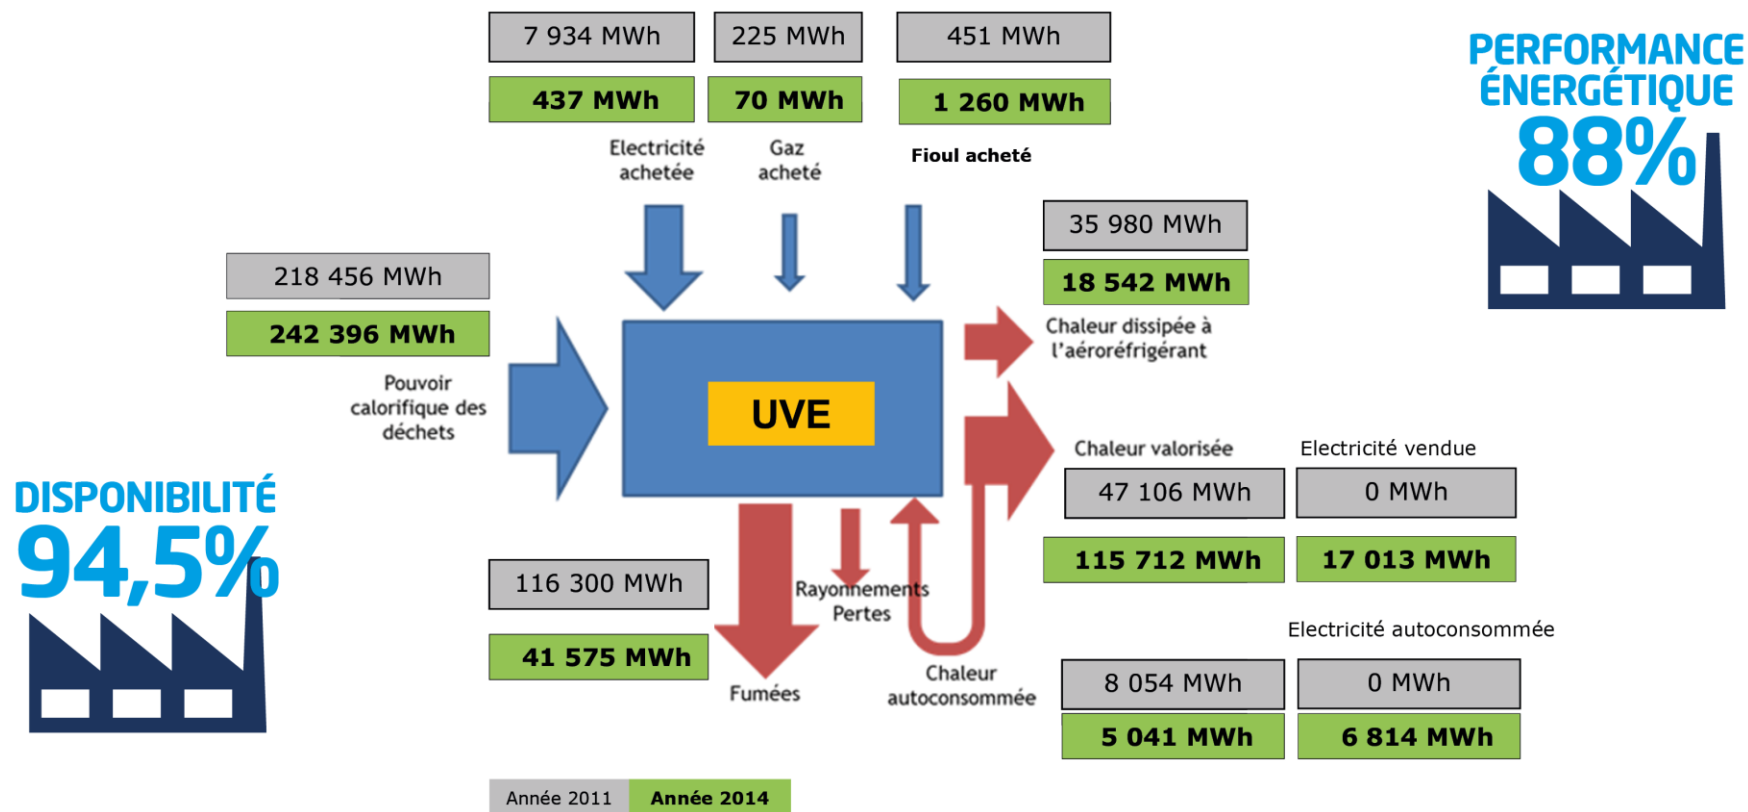 7 934 MWh
225 MWh
451 MWh
437 MWh
70 MWh
1 260 MWh
Electricité
achetée
Gaz
acheté
Fioul acheté
PERFORMANCE
ÉNERGÉTIQUE
88%
218 456 MWh
242 396 MWh
Pouvoir
calorifique des
déchets
35 980 MWh
18 542 MWh
Chaleur dissipée à
l'aéroréfrigérant
UVE
Chaleur valorisée
47 106 MWh
115 712 MWh
Electricité vendue
0 MWh
17 013 MWh
DISPONIBILITÉ
94,5%
116 300 MWh
41 575 MWh
Fumées
Rayonnements
Pertes
Chaleur
autoconsommée
8 054 MWh
5 041 MWh
Electricité autoconsommée
0 MWh
6 814 MWh
Année 2011
Année 2014